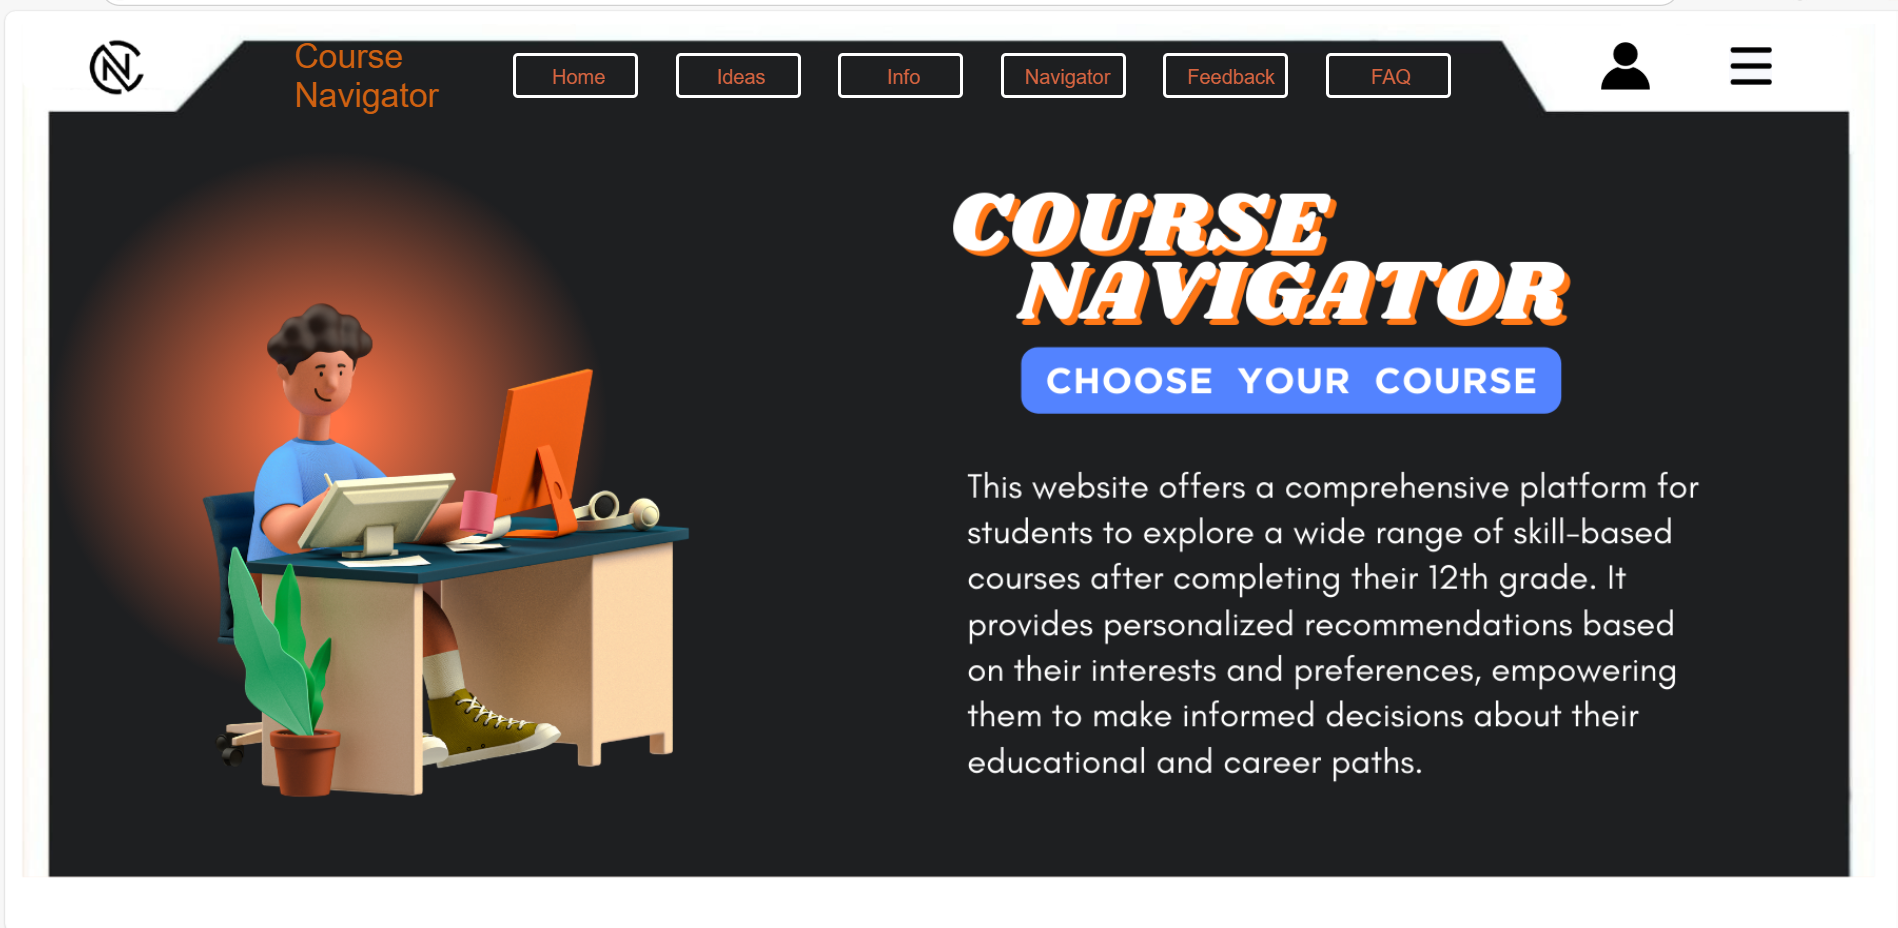 Course
Navigator
Home
Ideas
Info
Navigator
Feedback
FAQ
COURSE
NAVIGATOR
CHOOSE YOUR COURSE
This website offers a comprehensive platform for
students to explore a wide range of skill-based
courses after completing their 12th grade. It
provides personalized recommendations based
on their interests and preferences, empowering
them to make informed decisions about their
educational and career paths.